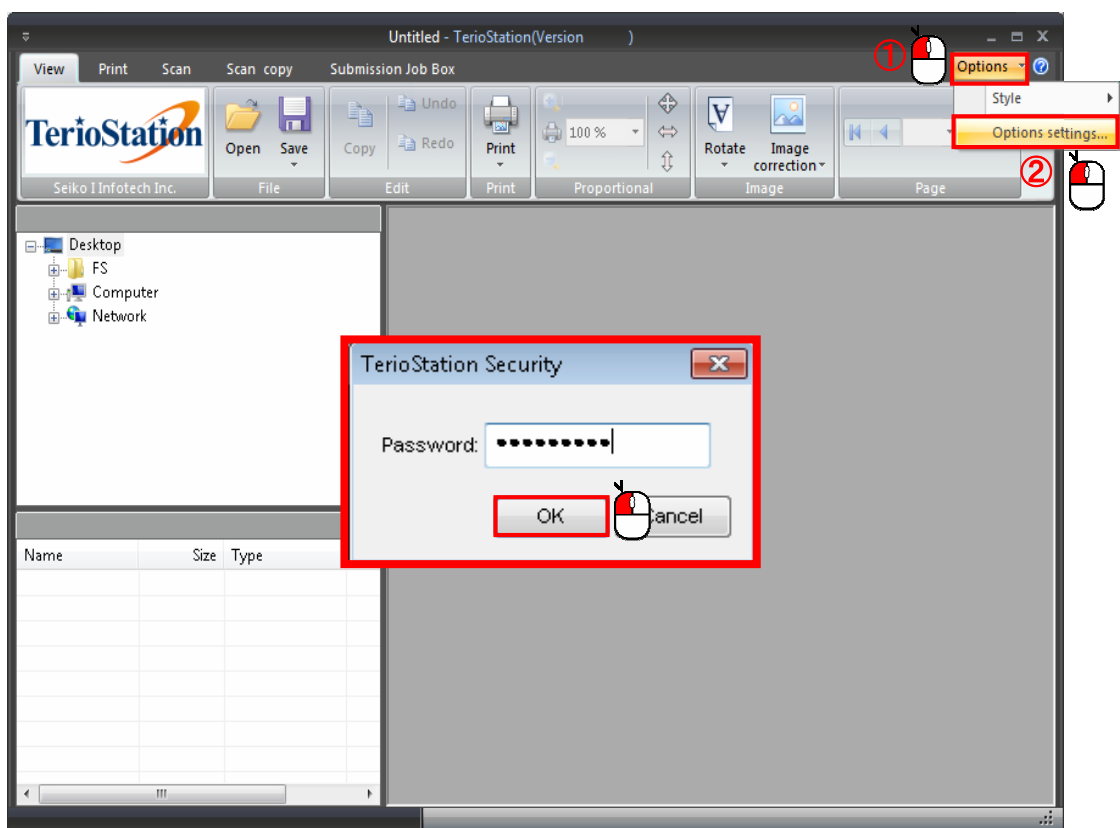 Untitled - TerioStation(Version )
①
View Print Scan Scan copy Submission Job Box Options
Style
Options settings...
②
TerioStation
Open Save
Copy Undo
Redo
Print
100 %
Rotate Image correction
Seiko I Infotech Inc. File Edit Print Proportional Image Page
Desktop
FS
Computer
Network
TerioStation Security
Password: •••••••••
OK Cancel
Name Size Type